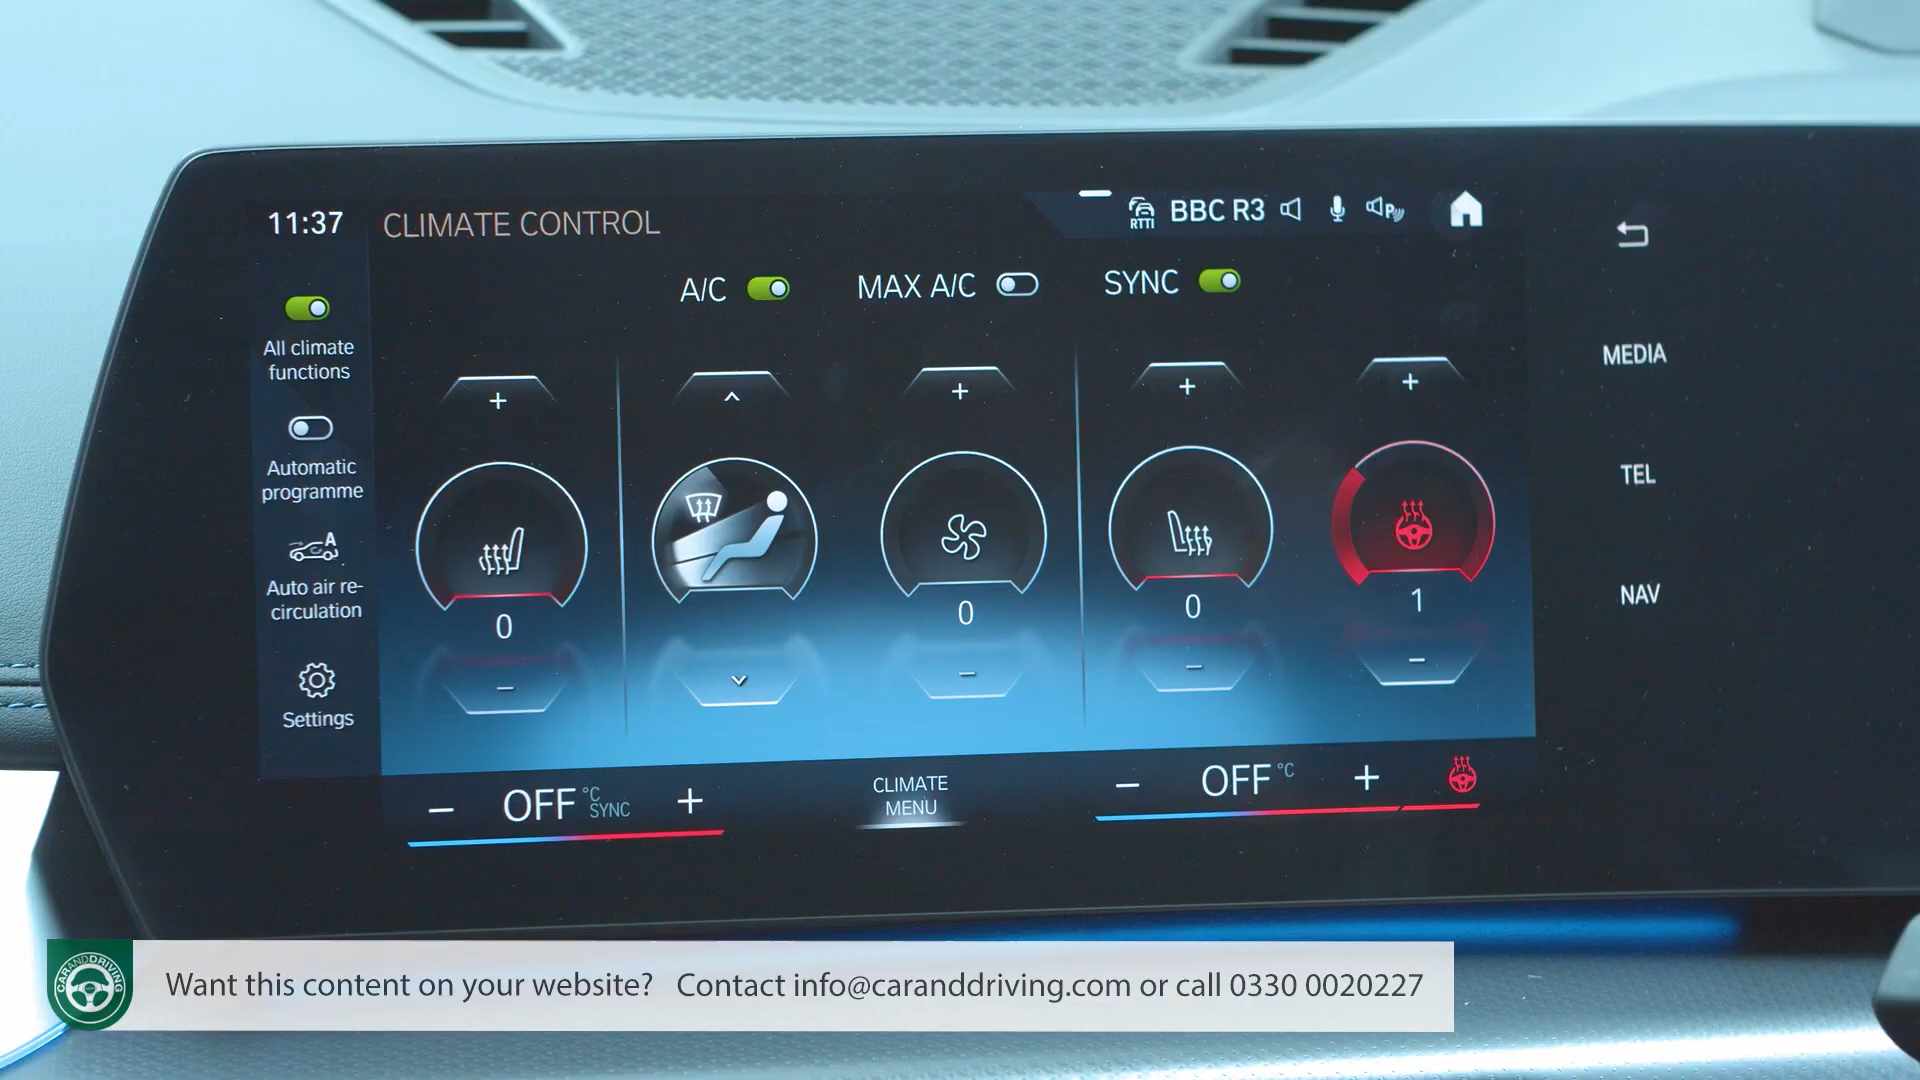 11:37
CLIMATE CONTROL
RTTI
BBC R3
P
A/C
MAX A/C
SYNC
All climate
functions
Automatic
programme
A
Auto air re-
circulation
Settings
+
+
+
+
0
0
0
1
−
−
−
−
− OFF °C SYNC +
CLIMATE
MENU
− OFF °C +
MEDIA
TEL
NAV
CARANDDRIVING
Want this content on your website? Contact info@caranddriving.com or call 0330 0020227